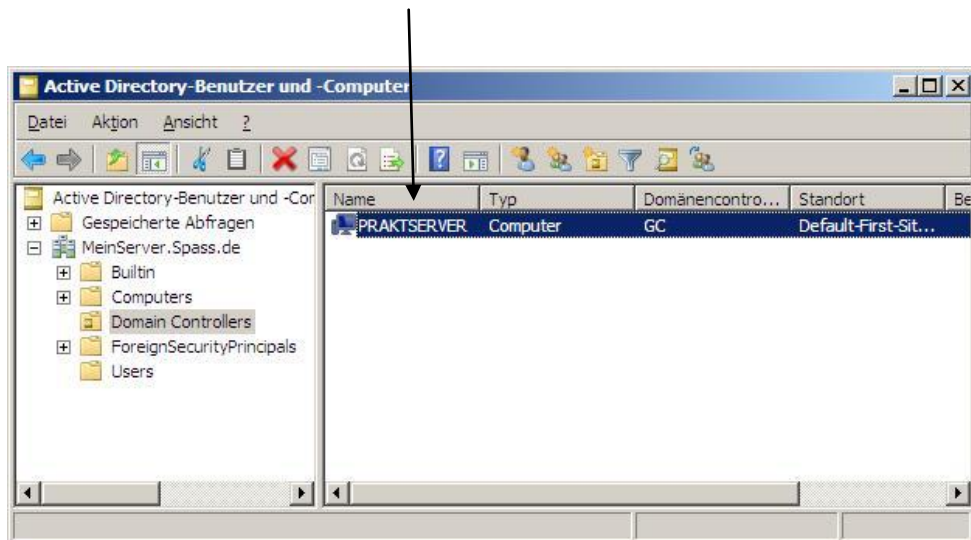 Active Directory-Benutzer und -Computer
Datei Aktion Ansicht ?
Active Directory-Benutzer und -Cor
Gespeicherte Abfragen
MeinServer.Spass.de
Builtin
Computers
Domain Controllers
ForeignSecurityPrincipals
Users
Name Typ Domänencontro... Standort Be
PRAKTSERVER Computer GC Default-First-Sit...